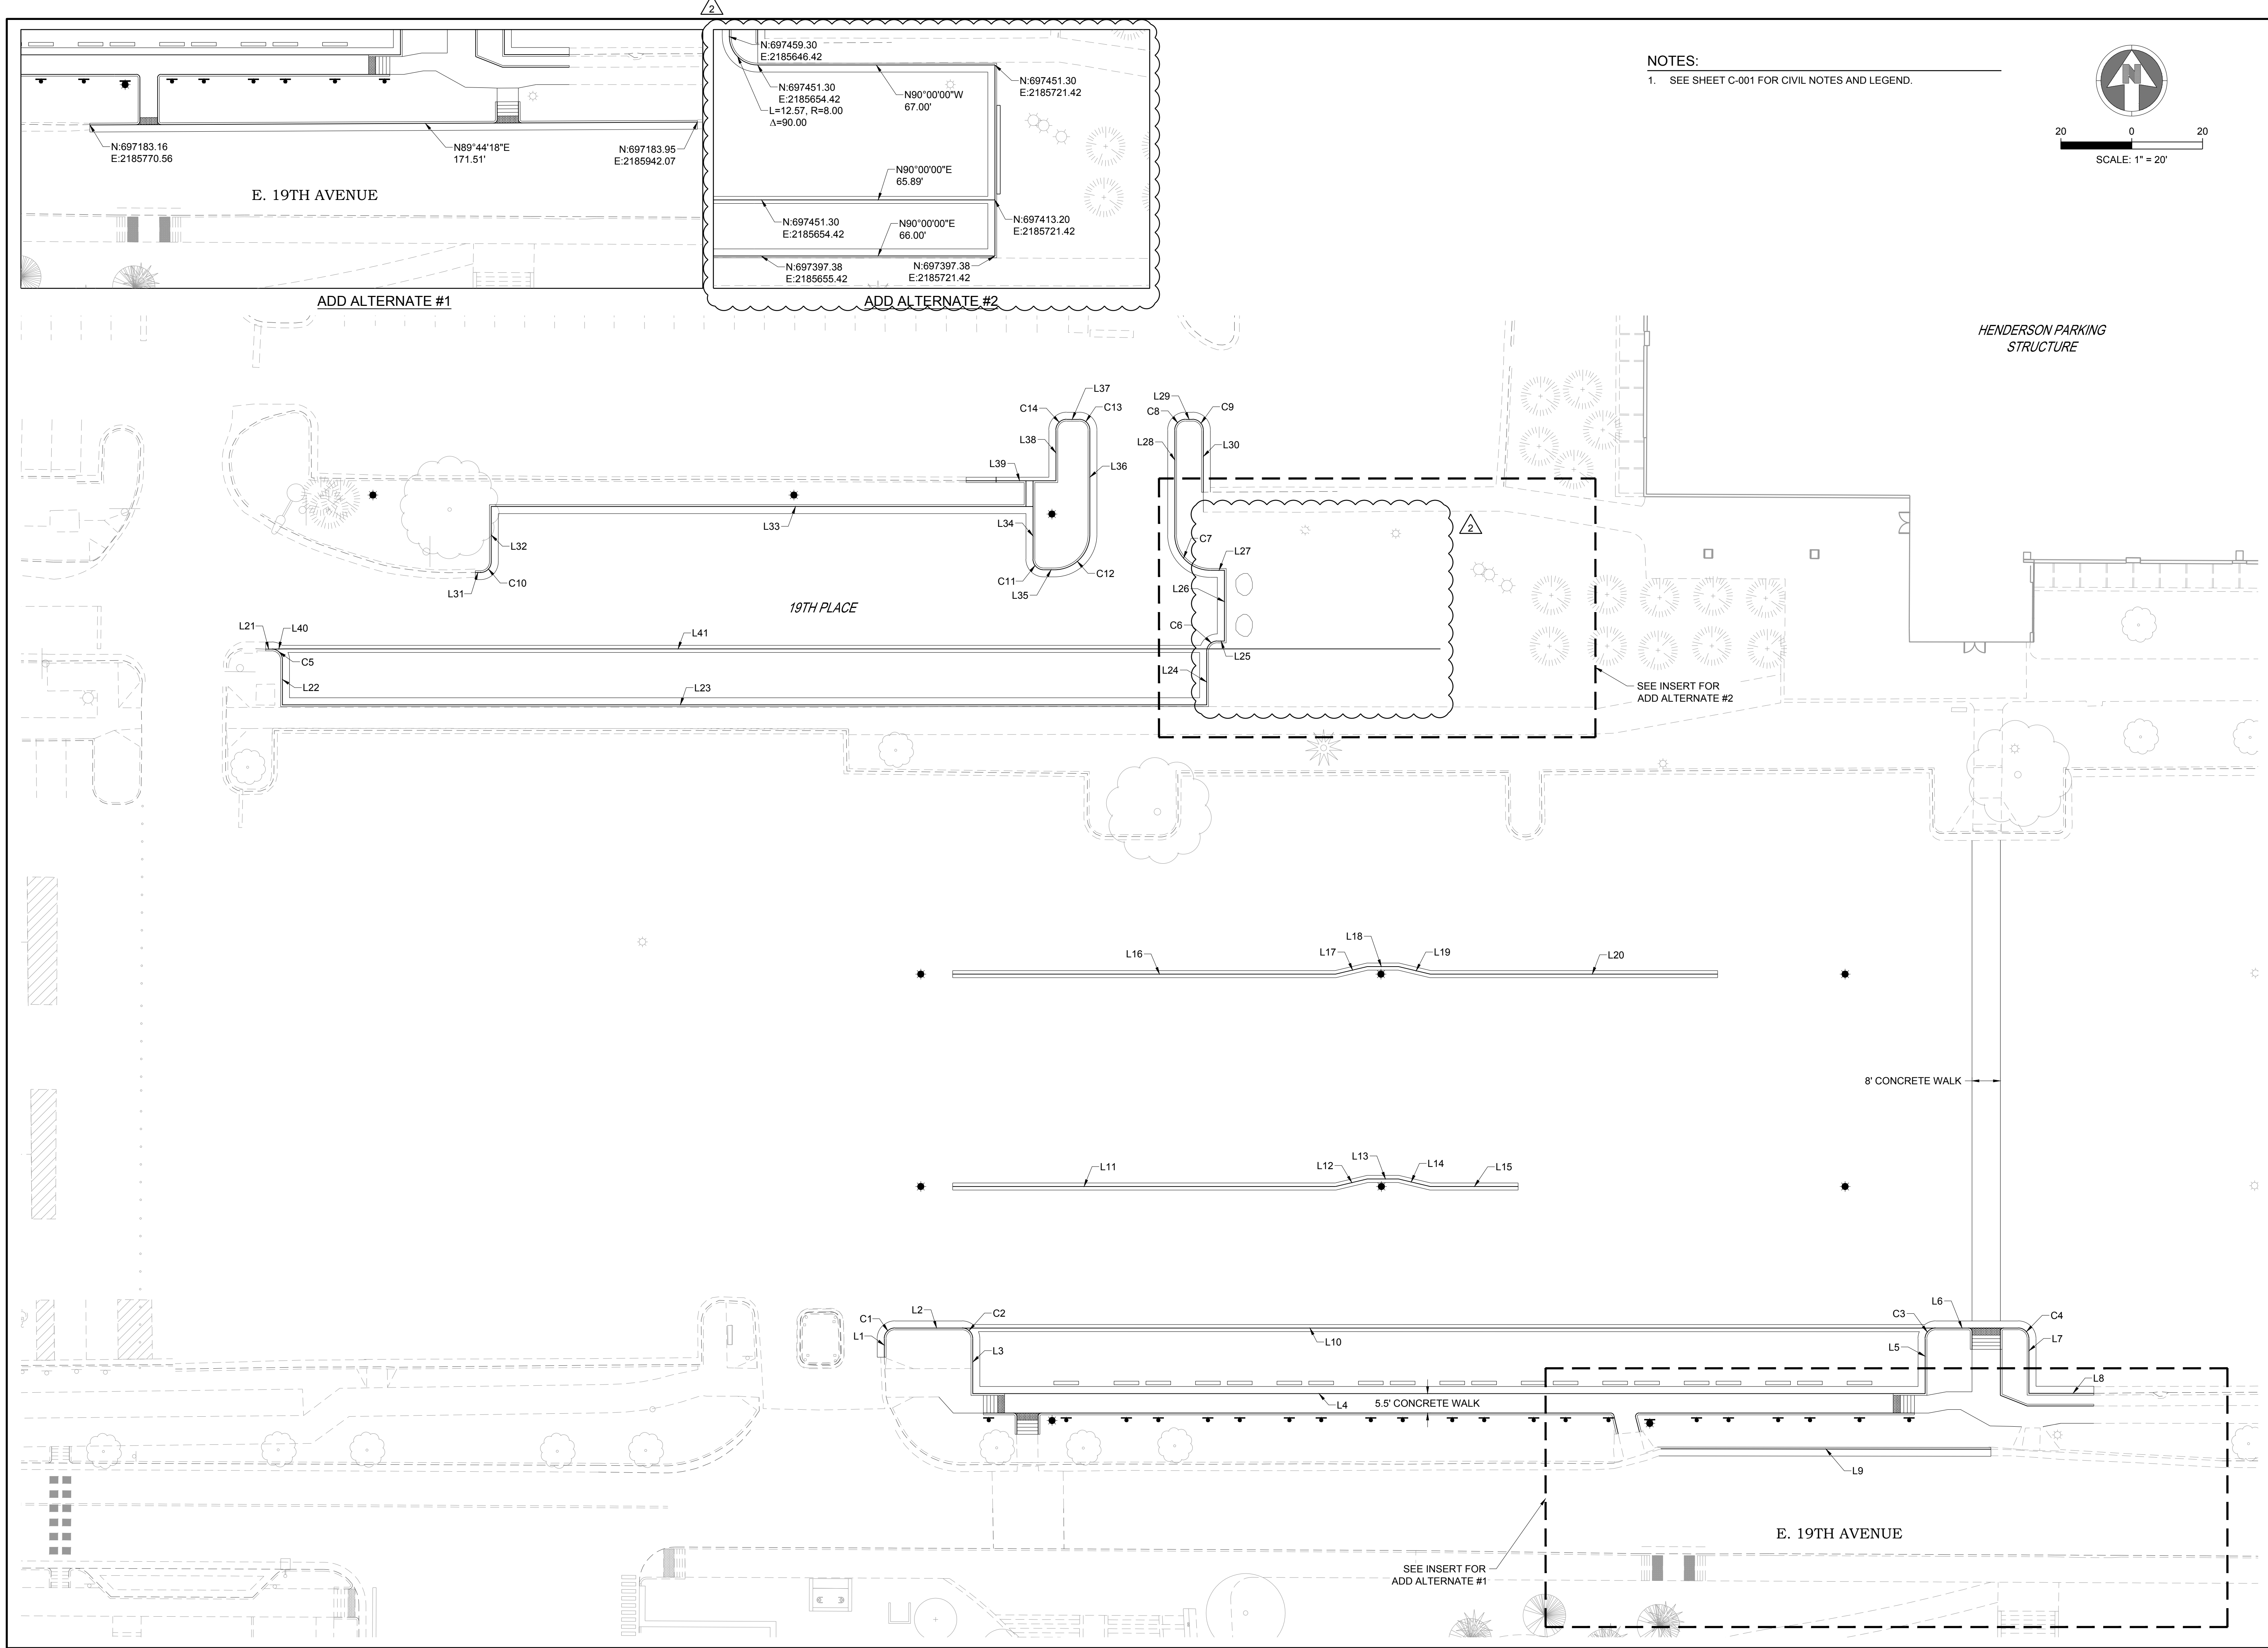 2
N:697459.30
E:2185646.42
N:697451.30
E:2185654.42
L=12.57, R=8.00
Δ=90.00
N90°00'00"W
67.00'
N:697451.30
E:2185721.42
N90°00'00"E
65.89'
N:697451.30
E:2185654.42
N90°00'00"E
66.00'
N:697413.20
E:2185721.42
N:697397.38
E:2185655.42
N:697397.38
E:2185721.42
ADD ALTERNATE #2
N:697183.16
E:2185770.56
N89°44'18"E
171.51'
N:697183.95
E:2185942.07
E. 19TH AVENUE
ADD ALTERNATE #1
NOTES:
1. SEE SHEET C-001 FOR CIVIL NOTES AND LEGEND.
N
20 0 20
SCALE: 1" = 20'
HENDERSON PARKING
STRUCTURE
L37
C14
C13
L38
L39
L36
L29
C8
C9
L28
L30
L33
L34
L32
C10
L31
C11
L35
C12
C7
L27
L26
C6
L25
L24
2
19TH PLACE
L21
L40
C5
L22
L41
L23
SEE INSERT FOR
ADD ALTERNATE #2
L16
L17
L18
L19
L20
8' CONCRETE WALK
L11
L12
L13
L14
L15
C1
L2
C2
L1
L3
L10
L6
C3
C4
L5
L7
L8
L4
5.5' CONCRETE WALK
L9
E. 19TH AVENUE
SEE INSERT FOR
ADD ALTERNATE #1